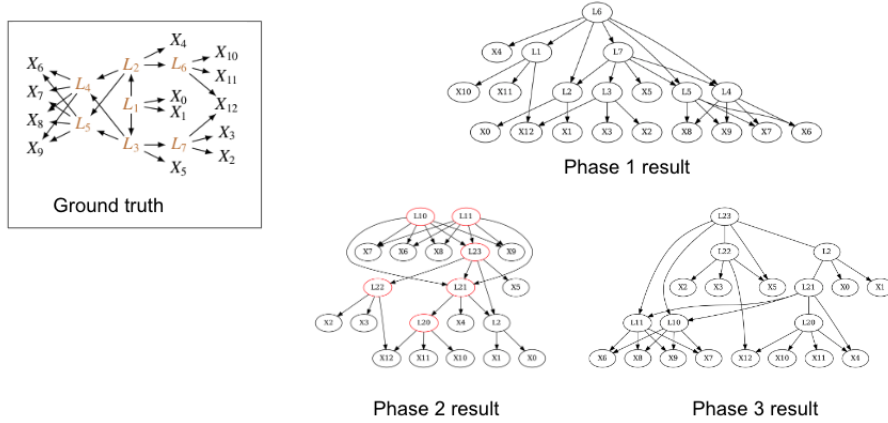 X₄
X₁₀
X₆
L₂
L₆
L₄
X₁₁
X₇
X₀
L₁
X₁₂
X₈
L₅
X₁
X₃
X₉
L₃
L₇
X₅
X₂
Ground truth
L6
X4
L1
L7
X10
X11
L2
L3
X5
L5
L4
X0
X12
X1
X3
X2
X8
X9
X7
X6
Phase 1 result
L10
L11
X7
X6
X8
L23
X9
L22
L21
X5
X2
X3
L20
X4
L2
X12
X11
X10
X1
X0
Phase 2 result
L23
L22
L2
X2
X3
X5
L21
X0
X1
L11
L10
L20
X6
X8
X9
X7
X12
X10
X11
X4
Phase 3 result